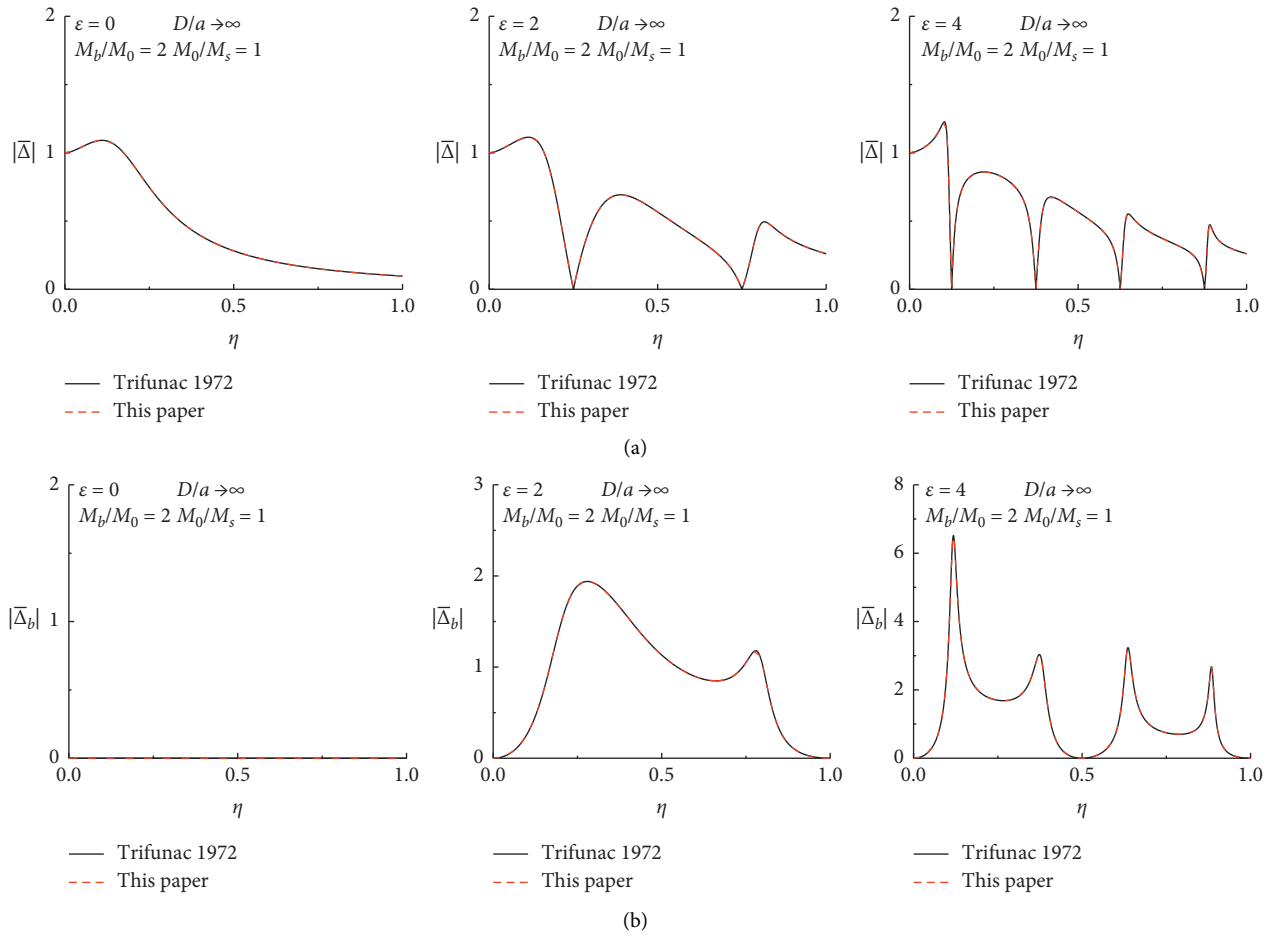 2
ε = 0 D/a →∞
M_b/M_0 = 2 M_0/M_s = 1
|Δ̅| 1
0
0.0 0.5 1.0
η
Trifunac 1972
This paper
2
ε = 2 D/a →∞
M_b/M_0 = 2 M_0/M_s = 1
|Δ̅| 1
0
0.0 0.5 1.0
η
Trifunac 1972
This paper
2
ε = 4 D/a →∞
M_b/M_0 = 2 M_0/M_s = 1
|Δ̅| 1
0
0.0 0.5 1.0
η
Trifunac 1972
This paper
(a)
2
ε = 0 D/a →∞
M_b/M_0 = 2 M_0/M_s = 1
|Δ̅_b| 1
0
0.0 0.5 1.0
η
Trifunac 1972
This paper
3
ε = 2 D/a →∞
M_b/M_0 = 2 M_0/M_s = 1
2
|Δ̅_b|
1
0
0.0 0.5 1.0
η
Trifunac 1972
This paper
8
ε = 4 D/a →∞
M_b/M_0 = 2 M_0/M_s = 1
6
|Δ̅_b| 4
2
0
0.0 0.5 1.0
η
Trifunac 1972
This paper
(b)